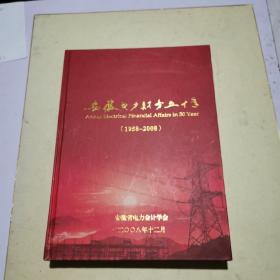 安徽电力财务五十年
Anhui Electrical Financial Affairs in 50 Year
(1958-2008)
安徽省电力会计学会
二〇〇八年十二月